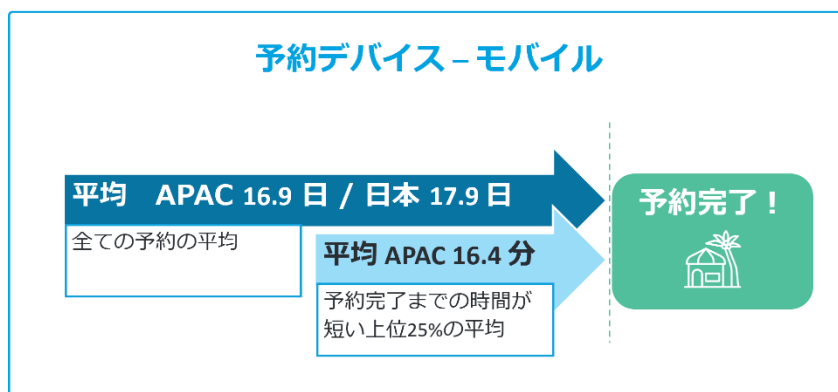 予約デバイス – モバイル
平均　APAC 16.9 日 / 日本 17.9 日
全ての予約の平均
平均 APAC 16.4 分
予約完了までの時間が
短い上位25%の平均
予約完了！